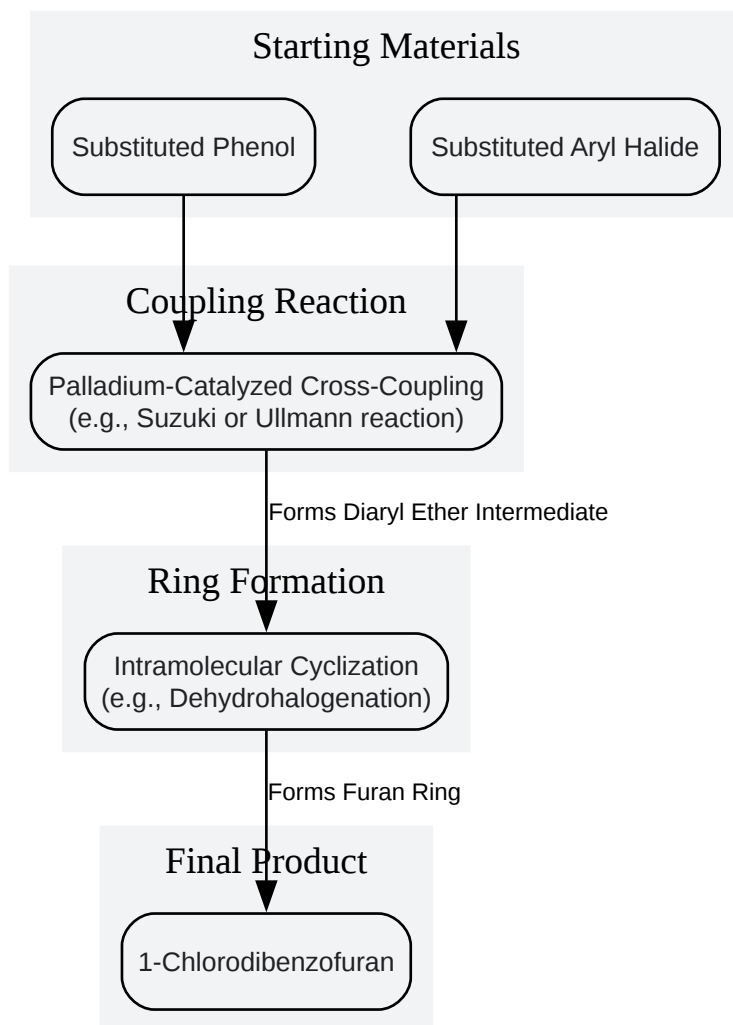 Starting Materials
Substituted Phenol
Substituted Aryl Halide
Coupling Reaction
Palladium-Catalyzed Cross-Coupling
(e.g., Suzuki or Ullmann reaction)
Forms Diaryl Ether Intermediate
Ring Formation
Intramolecular Cyclization
(e.g., Dehydrohalogenation)
Forms Furan Ring
Final Product
1-Chlorodibenzofuran